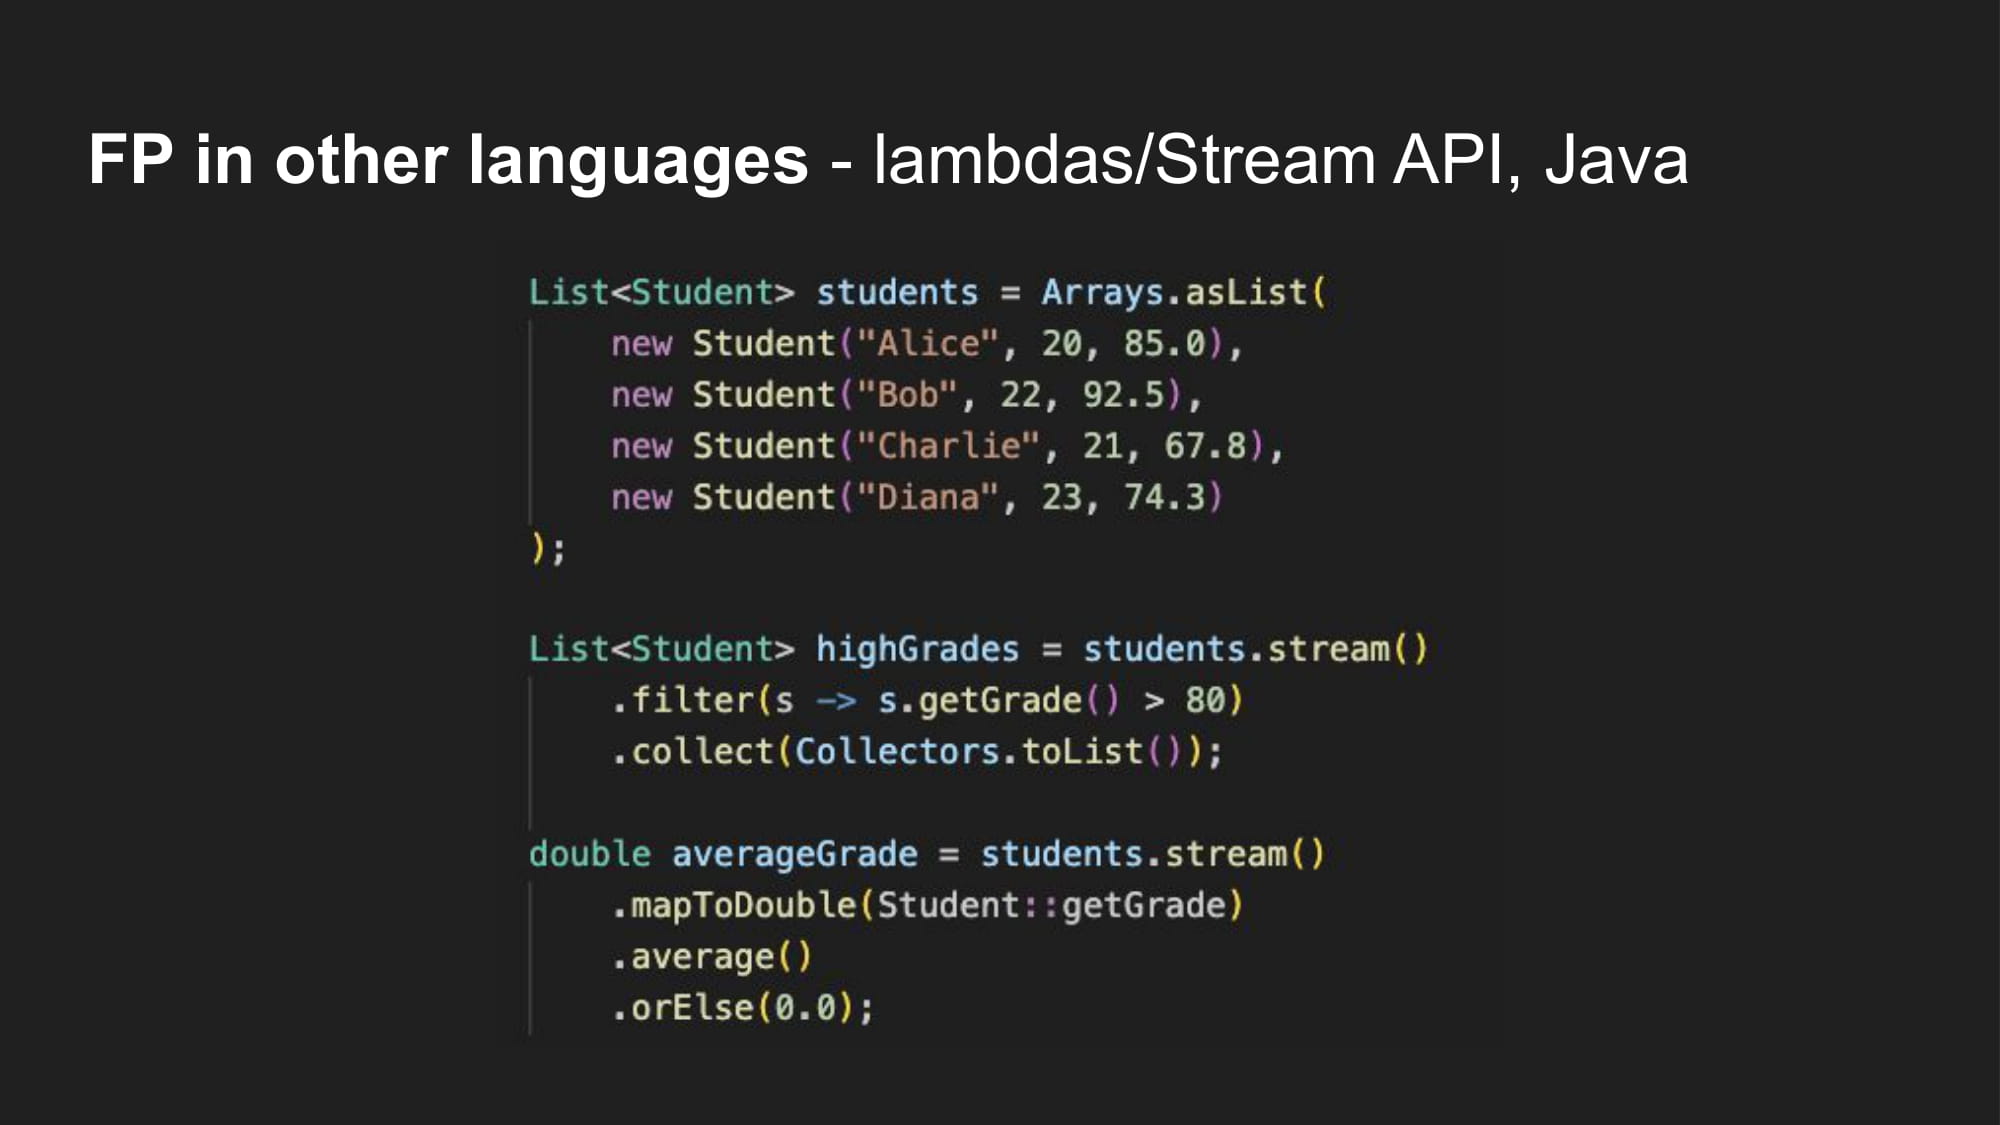 FP in other languages - lambdas/Stream API, Java
List<Student> students = Arrays.asList(
    new Student("Alice", 20, 85.0),
    new Student("Bob", 22, 92.5),
    new Student("Charlie", 21, 67.8),
    new Student("Diana", 23, 74.3)
);
List<Student> highGrades = students.stream()
    .filter(s -> s.getGrade() > 80)
    .collect(Collectors.toList());
double averageGrade = students.stream()
    .mapToDouble(Student::getGrade)
    .average()
    .orElse(0.0);